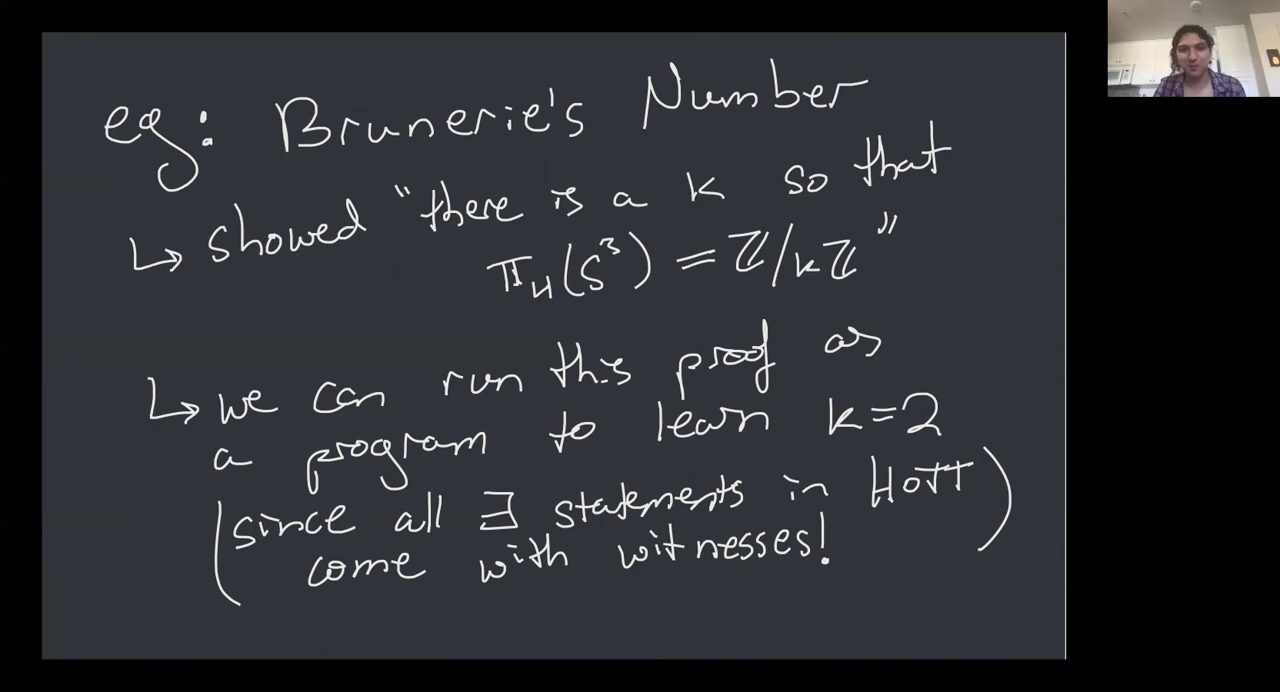 eg: Brunerie's Number
↳ showed "there is a k so that
π₄(S³) = ℤ/kℤ"
↳ we can run this proof as
a program to learn k=2
(since all ∃ statements in HoTT
come with witnesses!)